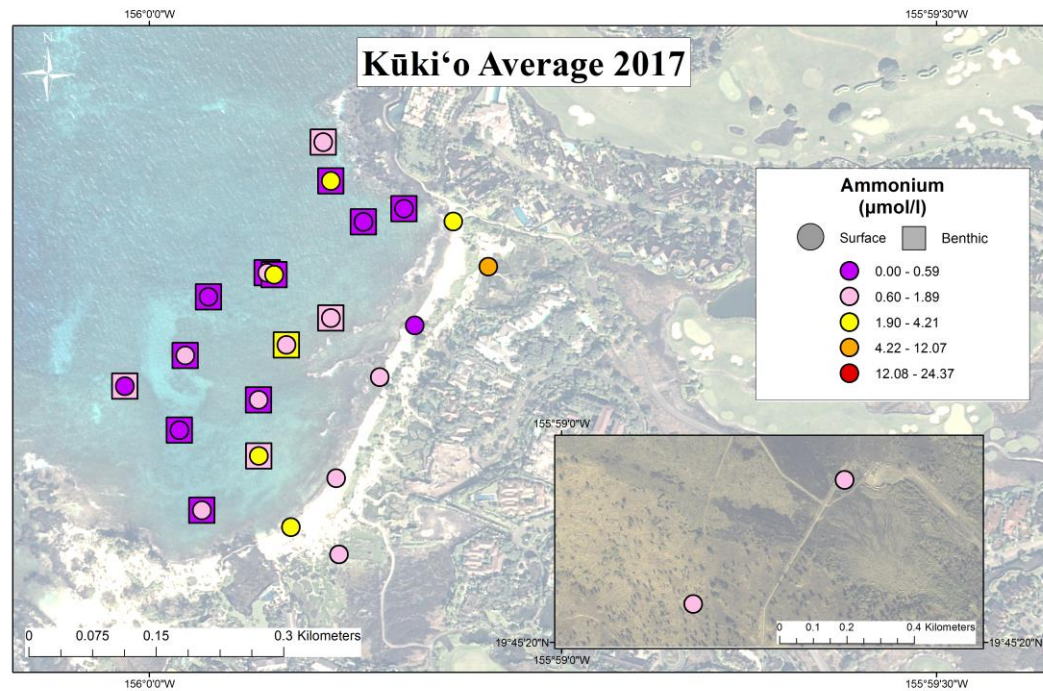 156°0'0"W
155°59'30"W
N
Kūki‘o Average 2017
Ammonium
(µmol/l)
Surface
Benthic
0.00 - 0.59
0.60 - 1.89
1.90 - 4.21
4.22 - 12.07
12.08 - 24.37
155°59'0"W
0 0.075 0.15 0.3 Kilometers
0 0.1 0.2 0.4 Kilometers
19°45'20"N
19°45'20"N
155°59'0"W
156°0'0"W
155°59'30"W